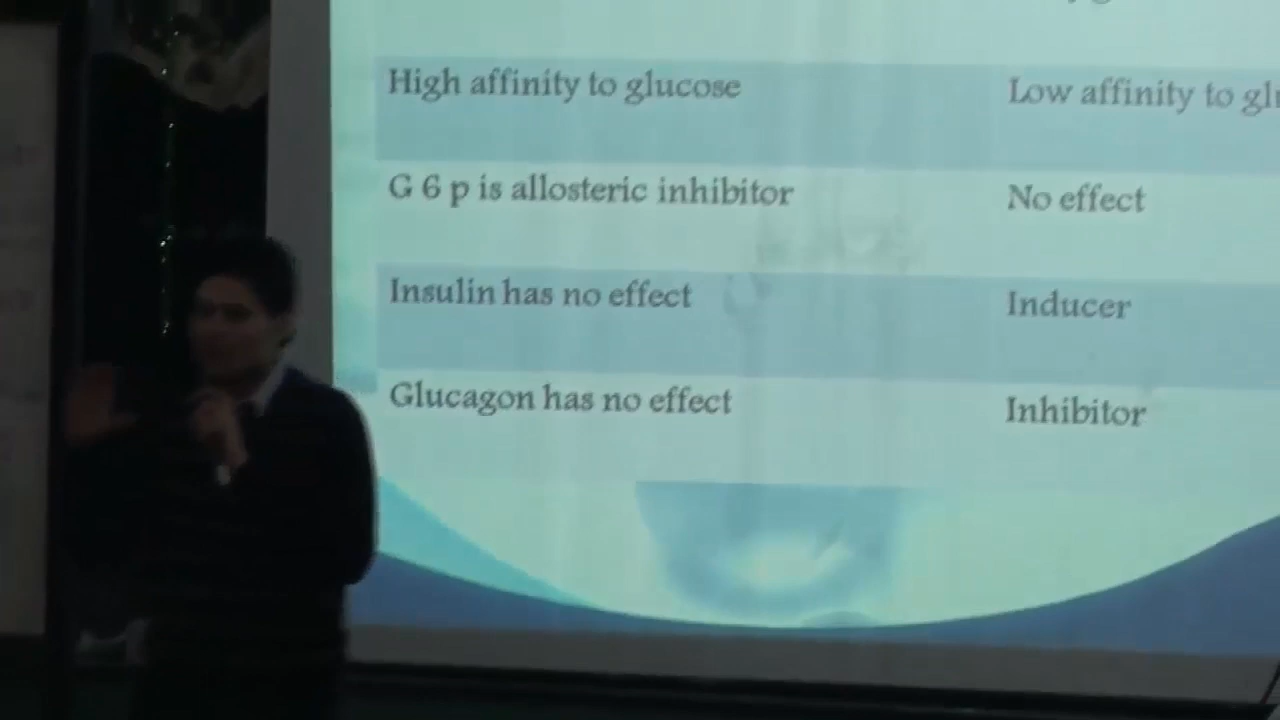 High affinity to glucose
Low affinity to
G 6 p is allosteric inhibitor
No effect
Insulin has no effect
Inducer
Glucagon has no effect
Inhibitor